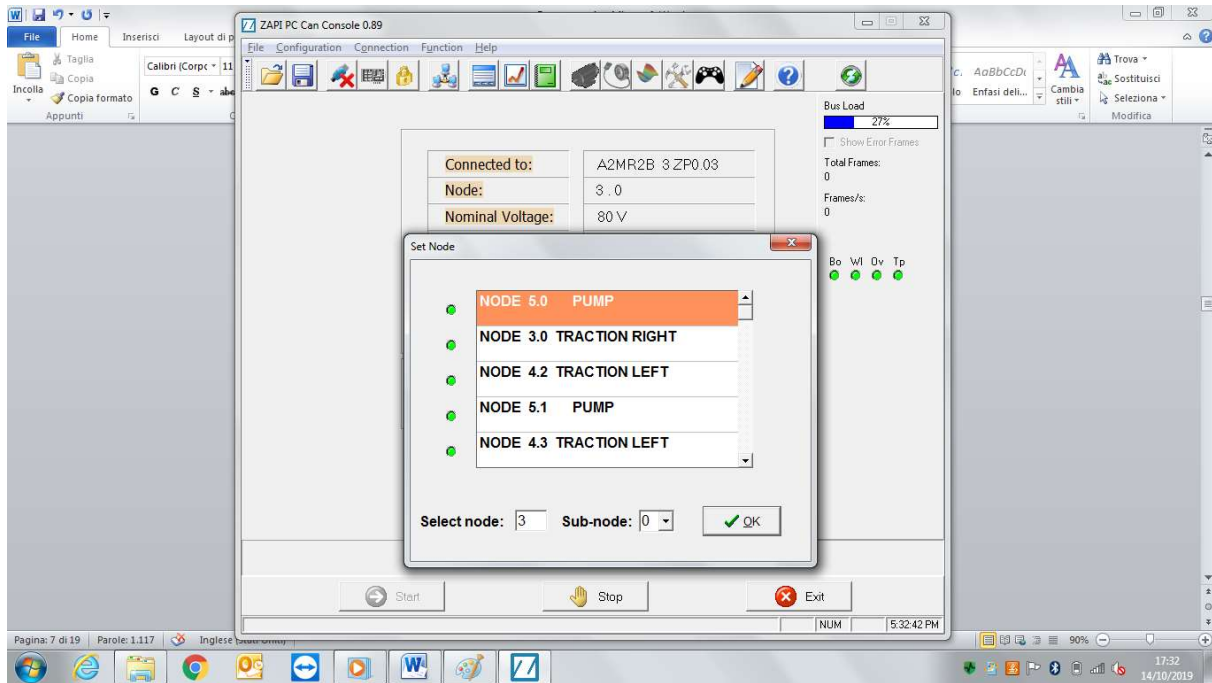 File Home Inserisci Layout di p
Taglia
Copia
Copia formato
Incolla
Appunti
Calibri (Corpc 11
G C S abe
ZAPI PC Can Console 0.89
File Configuration Connection Function Help
Connected to: A2MR2B 3 ZP0.03
Node: 3 . 0
Nominal Voltage: 80 V
Bus Load
27%
Show Error Frames
Total Frames:
0
Frames/s:
0
Bo Wl Ov Tp
Set Node
NODE 5.0 PUMP
NODE 3.0 TRACTION RIGHT
NODE 4.2 TRACTION LEFT
NODE 5.1 PUMP
NODE 4.3 TRACTION LEFT
Select node: 3 Sub-node: 0 OK
Start Stop Exit
NUM 5:32:42 PM
AaBbCcDc
Enfasi deli...
Cambia
stili
Trova
Sostituisci
Seleziona
Modifica
Pagina: 7 di 19 Parole: 1.117 Inglese
90%
17:32
14/10/2019